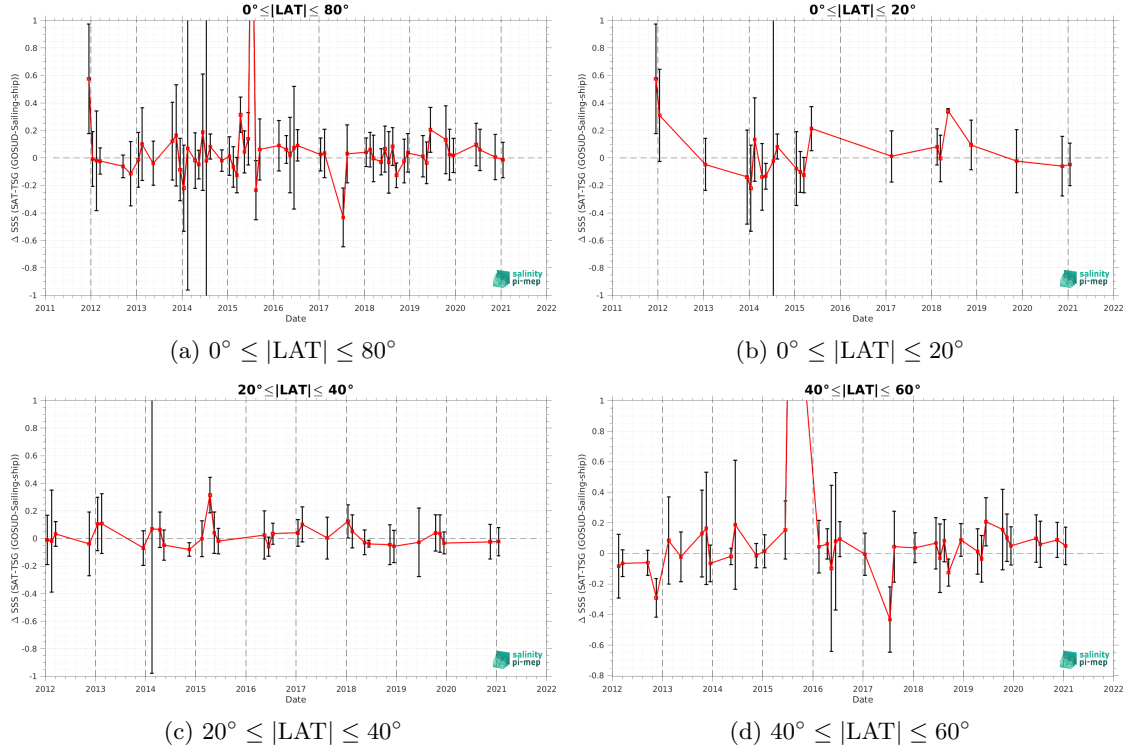 0°≤|LAT|≤ 80°
Δ SSS (SAT-TSG (GOSUD-Sailing-ship))
1
0.8
0.6
0.4
0.2
0
-0.2
-0.4
-0.6
-0.8
-1
2011 2012 2013 2014 2015 2016 2017 2018 2019 2020 2021 2022
Date
salinity
pi-mep
(a) 0° ≤ |LAT| ≤ 80°
0°≤|LAT|≤ 20°
Δ SSS (SAT-TSG (GOSUD-Sailing-ship))
1
0.8
0.6
0.4
0.2
0
-0.2
-0.4
-0.6
-0.8
-1
2011 2012 2013 2014 2015 2016 2017 2018 2019 2020 2021 2022
Date
salinity
pi-mep
(b) 0° ≤ |LAT| ≤ 20°
20°≤|LAT|≤ 40°
Δ SSS (SAT-TSG (GOSUD-Sailing-ship))
1
0.8
0.6
0.4
0.2
0
-0.2
-0.4
-0.6
-0.8
-1
2012 2013 2014 2015 2016 2017 2018 2019 2020 2021 2022
Date
salinity
pi-mep
(c) 20° ≤ |LAT| ≤ 40°
40°≤|LAT|≤ 60°
Δ SSS (SAT-TSG (GOSUD-Sailing-ship))
1
0.8
0.6
0.4
0.2
0
-0.2
-0.4
-0.6
-0.8
2012 2013 2014 2015 2016 2017 2018 2019 2020 2021 2022
Date
salinity
pi-mep
(d) 40° ≤ |LAT| ≤ 60°